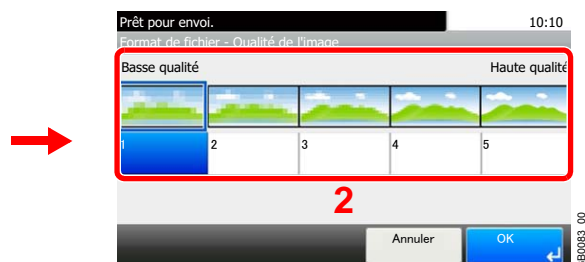 Prêt pour envoi. 10:10
Format de fichier - Qualité de l'image
Basse qualité Haute qualité
1 2 3 4 5
2
Annuler OK